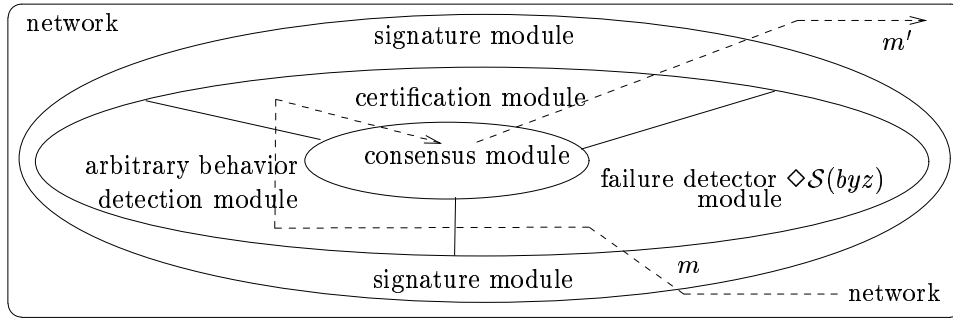 network
signature module
m′
certification module
consensus module
arbitrary behavior
detection module
failure detector ◇S(byz)
module
signature module
m
network